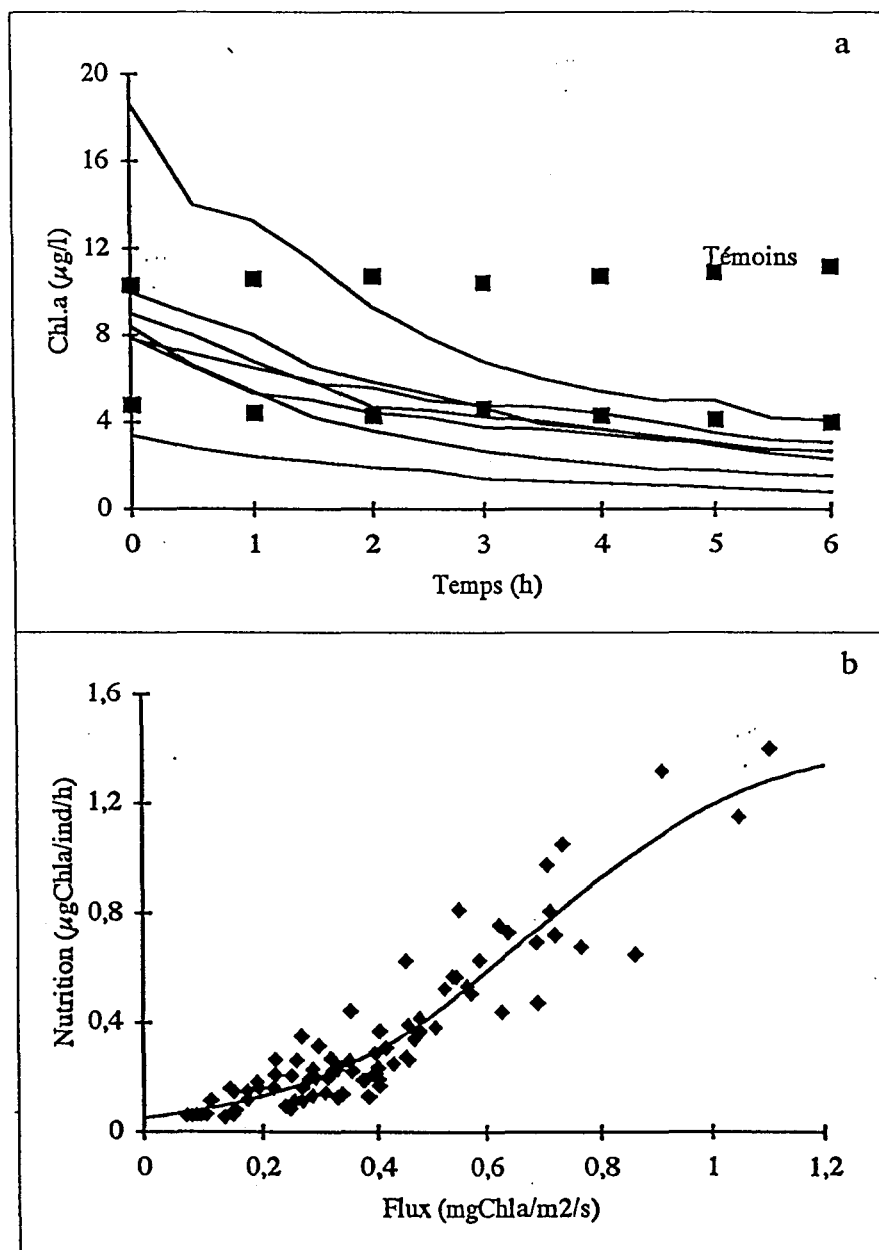 a
20
16
12
8
4
0
Chl.a (µg/l)
Témoins
0 1 2 3 4 5 6
Temps (h)
b
1,6
1,2
0,8
0,4
0
Nutrition (µgChla/ind/h)
0 0,2 0,4 0,6 0,8 1 1,2
Flux (mgChla/m2/s)